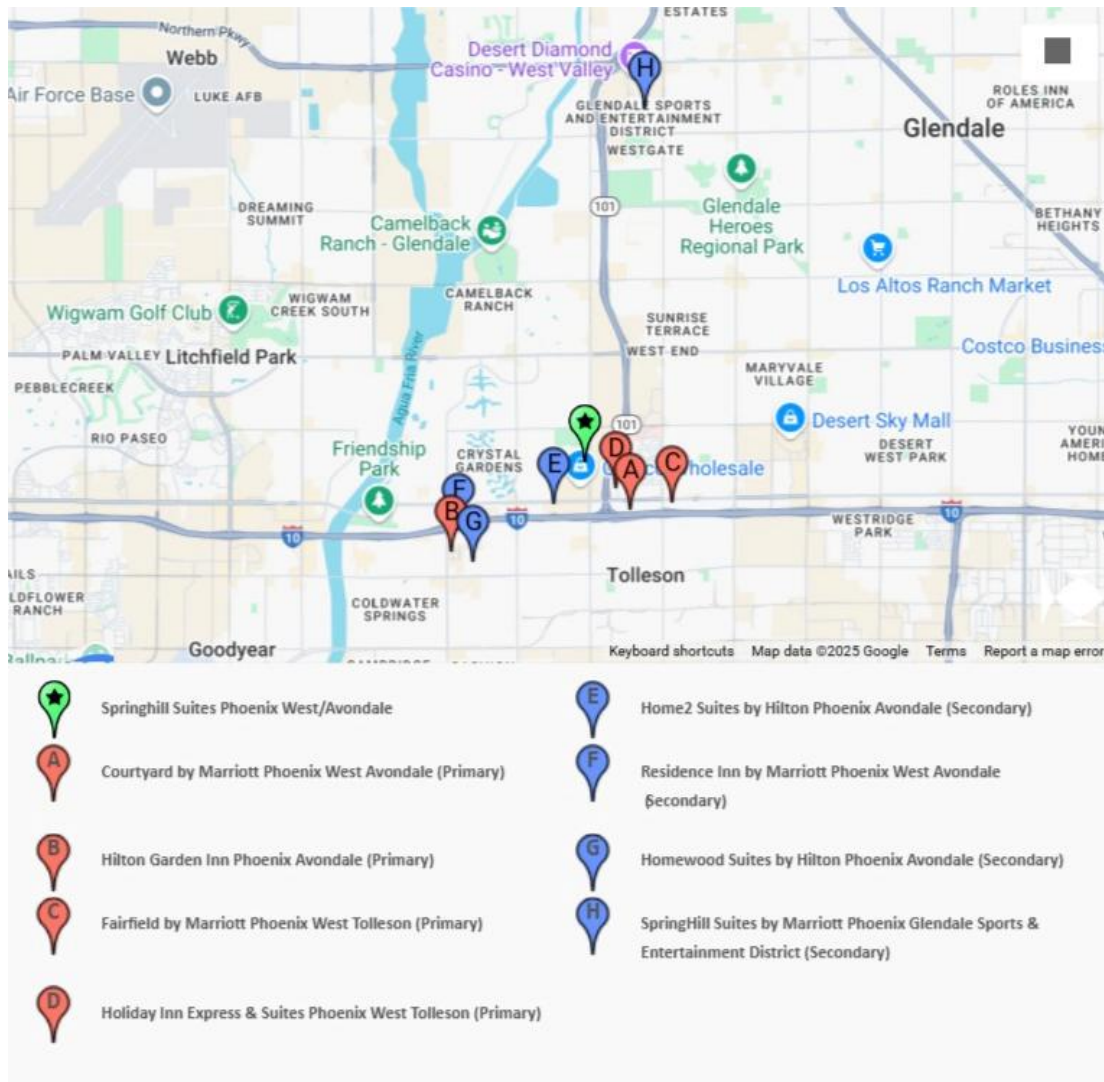 ESTATES
Northern Pkwy
Webb
Desert Diamond
Casino - West Valley
H
Air Force Base
LUKE AFB
ROLES INN
OF AMERICA
GLENDALE SPORTS
AND ENTERTAINMENT
DISTRICT
Glendale
WESTGATE
DREAMING
SUMMIT
101
Glendale
Heroes
Regional Park
BETHANY
HEIGHTS
Camelback
Ranch - Glendale
Los Altos Ranch Market
CAMELBACK
RANCH
WIGWAM
CREEK SOUTH
Wigwam Golf Club
SUNRISE
TERRACE
Agua Fria River
PALM VALLEY
Litchfield Park
WEST END
Costco Business
MARYVALE
VILLAGE
PEBBLECREEK
101
Desert Sky Mall
RIO PASEO
Friendship
Park
CRYSTAL
GARDENS
D
DESERT
WEST PARK
E
A
C
Wholesale
F
B
G
10
10
10
WESTRIDGE
PARK
Tolleson
COLDWATER
SPRINGS
RANCH
Goodyear
Keyboard shortcuts
Map data ©2025 Google
Terms
Report a map error
Springhill Suites Phoenix West/Avondale
A
Courtyard by Marriott Phoenix West Avondale (Primary)
B
Hilton Garden Inn Phoenix Avondale (Primary)
C
Fairfield by Marriott Phoenix West Tolleson (Primary)
D
Holiday Inn Express & Suites Phoenix West Tolleson (Primary)
E
Home2 Suites by Hilton Phoenix Avondale (Secondary)
F
Residence Inn by Marriott Phoenix West Avondale
(Secondary)
G
Homewood Suites by Hilton Phoenix Avondale (Secondary)
H
SpringHill Suites by Marriott Phoenix Glendale Sports &
Entertainment District (Secondary)